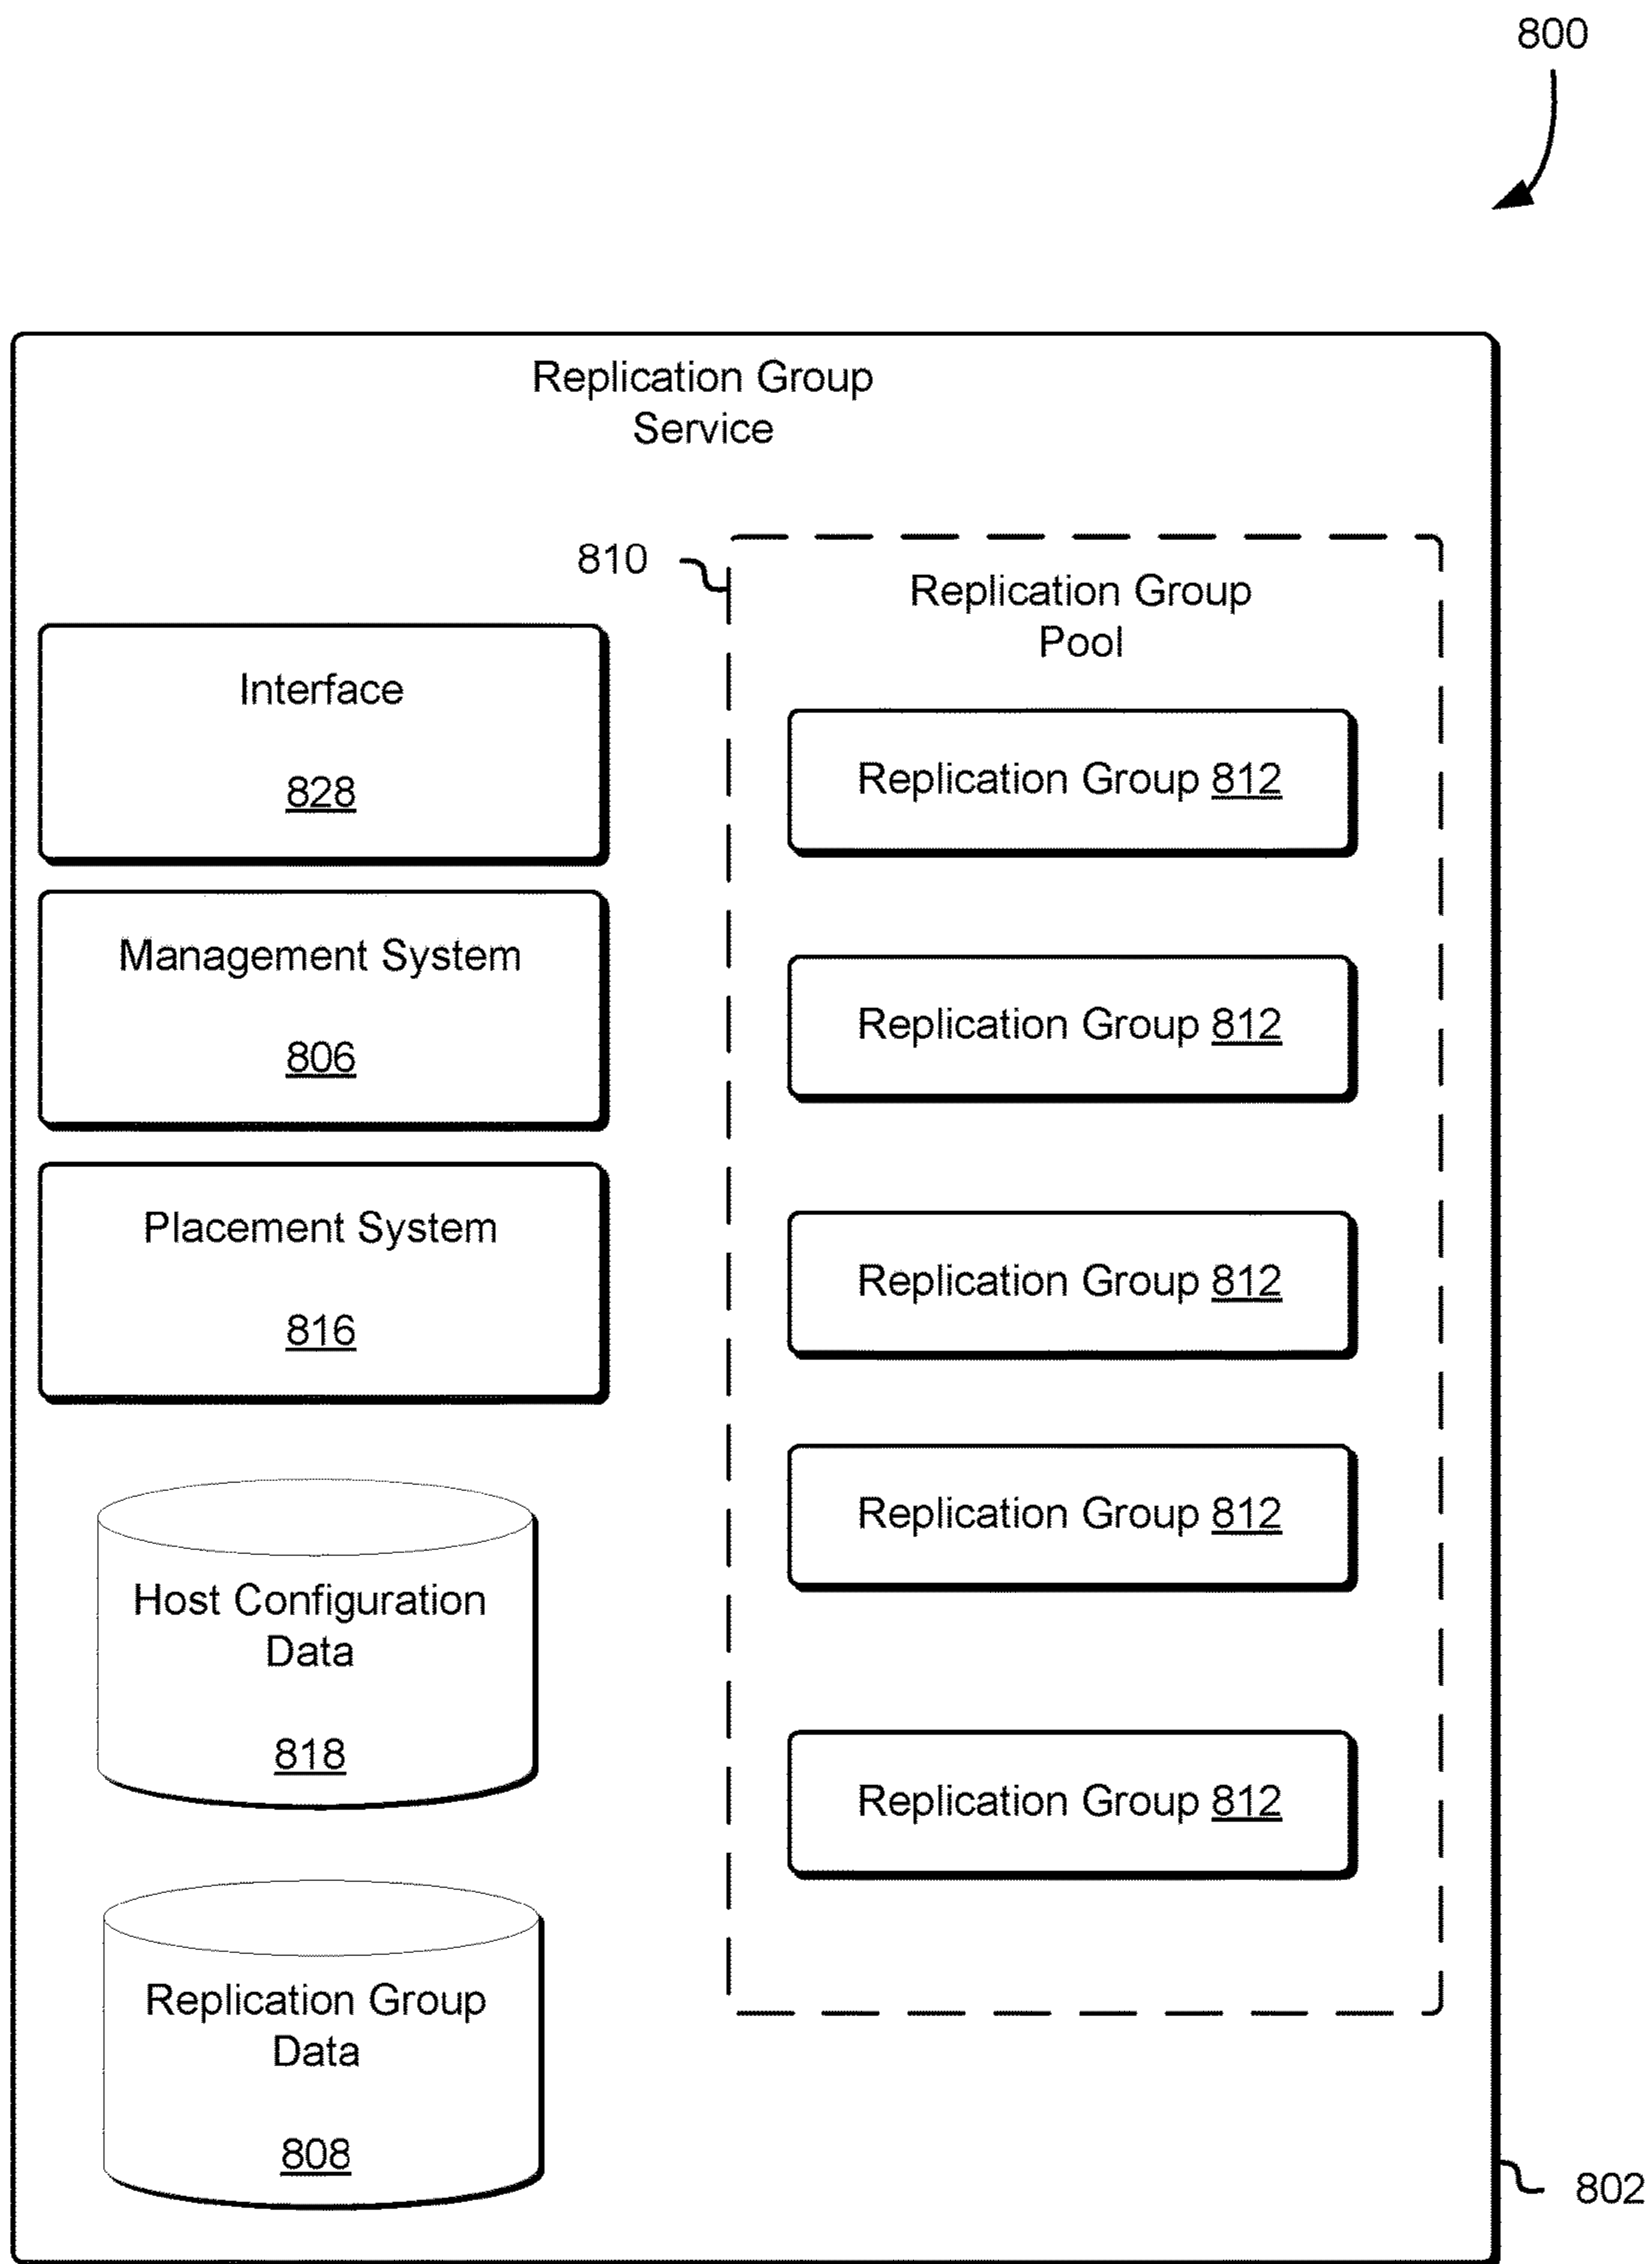 800
Replication Group
Service
810
Replication Group
Pool
Interface
828
Management System
806
Placement System
816
Host Configuration
Data
818
Replication Group
Data
808
Replication Group 812
Replication Group 812
Replication Group 812
Replication Group 812
Replication Group 812
802